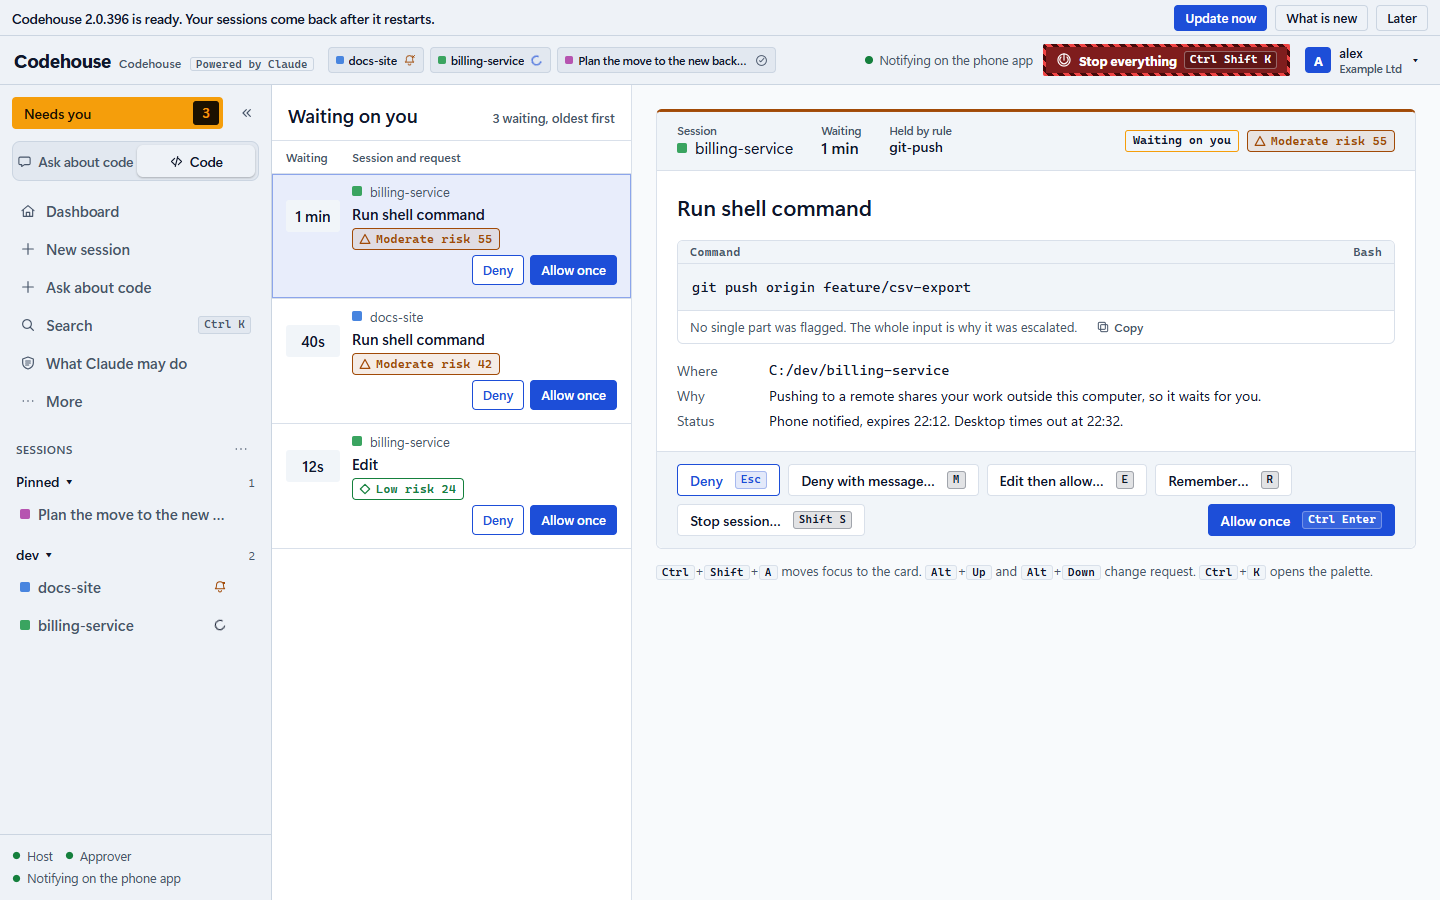 Codehouse 2.0.396 is ready. Your sessions come back after it restarts.
Update now
What is new
Later
Codehouse Codehouse Powered by Claude
docs-site
billing-service
Plan the move to the new back...
Notifying on the phone app
Stop everything Ctrl Shift K
A
alex
Example Ltd
Needs you 3
Ask about code
Code
Dashboard
New session
Ask about code
Search Ctrl K
What Claude may do
More
SESSIONS
Pinned 1
Plan the move to the new ...
dev 2
docs-site
billing-service
Host Approver
Notifying on the phone app
Waiting on you 3 waiting, oldest first
Waiting Session and request
billing-service
1 min Run shell command
Moderate risk 55
Deny Allow once
docs-site
40s Run shell command
Moderate risk 42
Deny Allow once
billing-service
12s Edit
Low risk 24
Deny Allow once
Session Waiting Held by rule
billing-service 1 min git-push
Waiting on you Moderate risk 55
Run shell command
Command Bash
git push origin feature/csv-export
No single part was flagged. The whole input is why it was escalated. Copy
Where C:/dev/billing-service
Why Pushing to a remote shares your work outside this computer, so it waits for you.
Status Phone notified, expires 22:12. Desktop times out at 22:32.
Deny Esc Deny with message... M Edit then allow... E Remember... R
Stop session... Shift S Allow once Ctrl Enter
Ctrl+Shift+A moves focus to the card. Alt+Up and Alt+Down change request. Ctrl+K opens the palette.